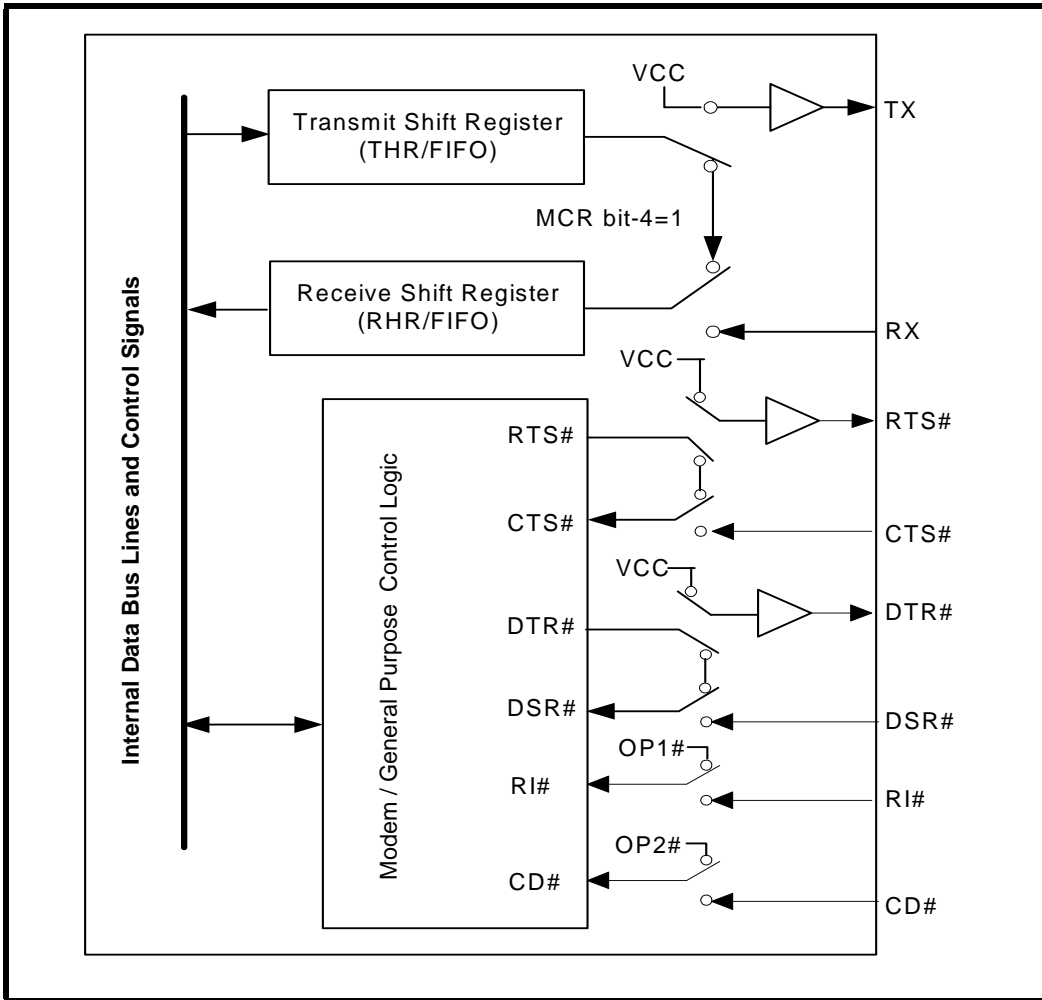 VCC
TX
Transmit Shift Register
(THR/FIFO)
MCR bit-4=1
Receive Shift Register
(RHR/FIFO)
RX
VCC
RTS#
RTS#
CTS#
CTS#
VCC
DTR#
DTR#
DSR#
DSR#
OP1#
RI#
RI#
OP2#
CD#
CD#
Internal Data Bus Lines and Control Signals
Modem / General Purpose Control Logic